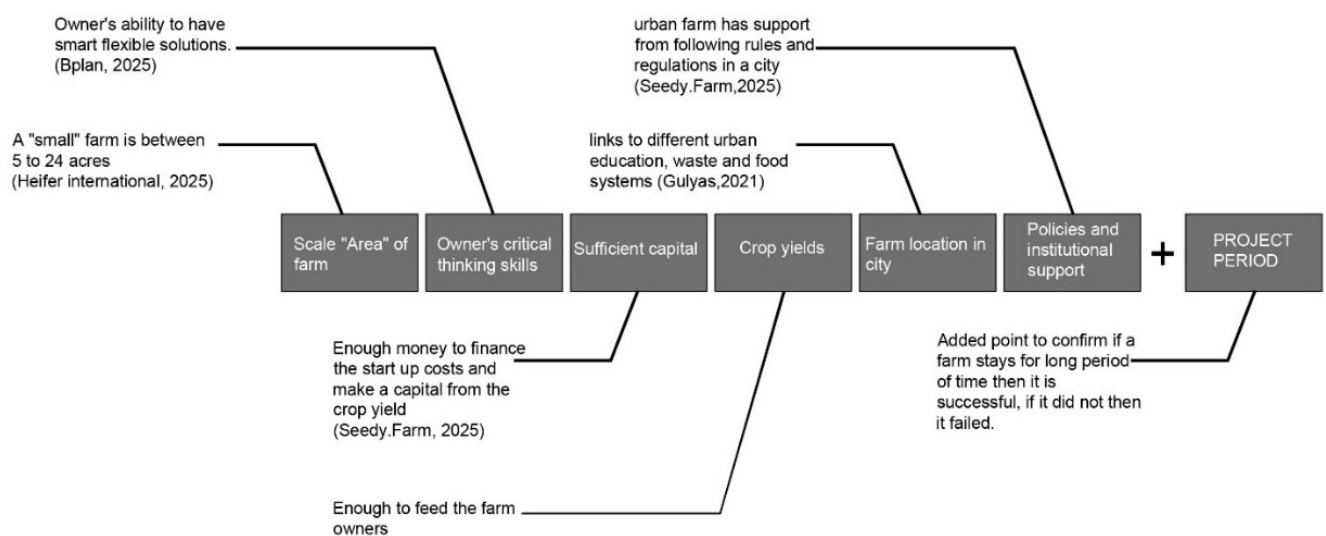 Owner's ability to have
smart flexible solutions.
(Bplan, 2025)
urban farm has support
from following rules and
regulations in a city
(Seedy.Farm,2025)
A "small" farm is between
5 to 24 acres
(Heifer international, 2025)
links to different urban
education, waste and food
systems (Gulyas,2021)
Scale "Area" of
farm
Owner's critical
thinking skills
Sufficient capital
Crop yields
Farm location in
city
Policies and
institutional
support
+
PROJECT
PERIOD
Enough money to finance
the start up costs and
make a capital from the
crop yield
(Seedy.Farm, 2025)
Added point to confirm if a
farm stays for long period
of time then it is
successful, if it did not then
it failed.
Enough to feed the farm
owners